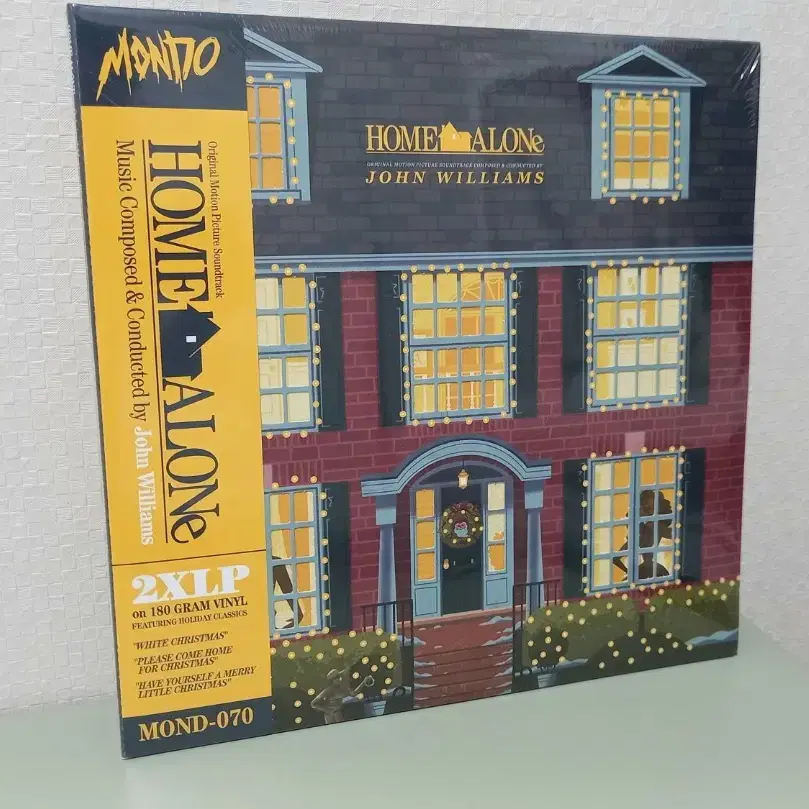 MONDO
Original Motion Picture Soundtrack
HOME ALONe
Music Composed & Conducted by John Williams
2XLP
on 180 GRAM VINYL
FEATURING HOLIDAY CLASSICS
"WHITE CHRISTMAS"
"PLEASE COME HOME
FOR CHRISTMAS"
"HAVE YOURSELF A MERRY
LITTLE CHRISTMAS"
MOND-070
HOME ALONe
ORIGINAL MOTION PICTURE SOUNDTRACK COMPOSED & CONDUCTED BY
JOHN WILLIAMS